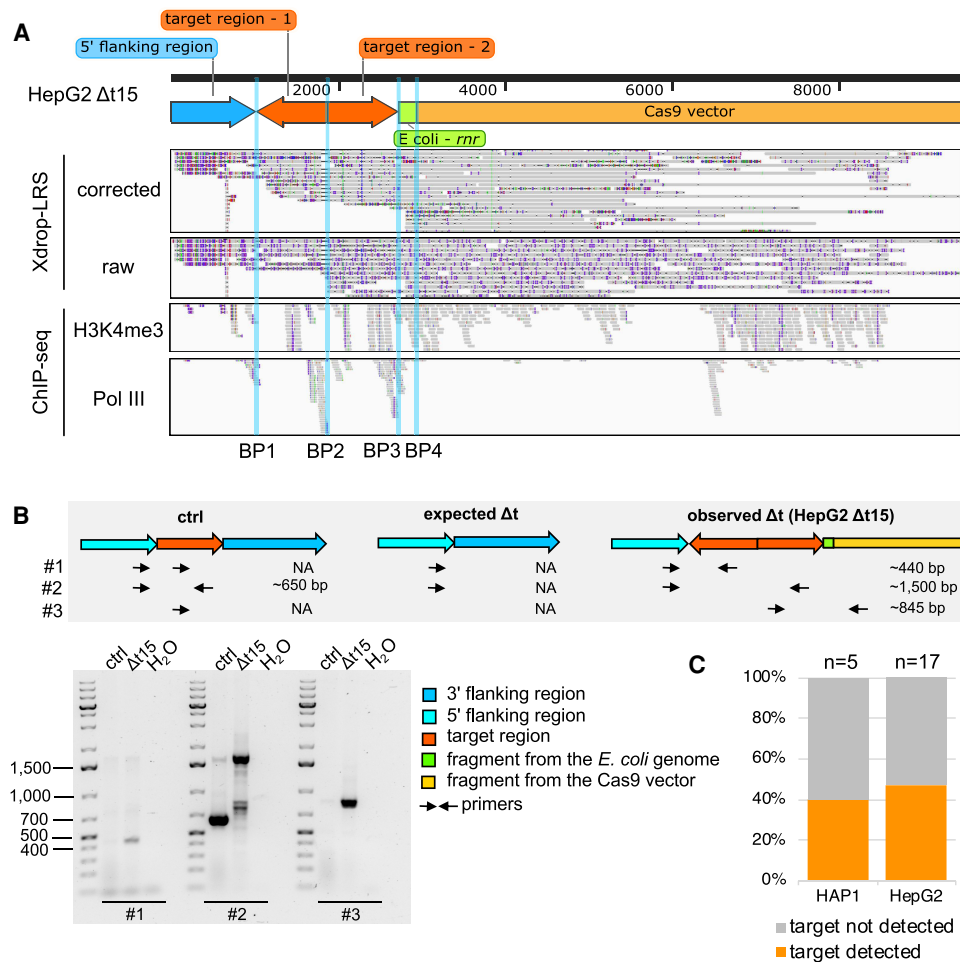 A
target region - 1
5' flanking region
target region - 2
HepG2 Δt15
2000
4000
6000
8000
Cas9 vector
E coli - rnr
Xdrop-LRS
corrected
raw
ChIP-seq
H3K4me3
Pol III
BP1
BP2
BP3
BP4
B
ctrl
expected Δt
observed Δt (HepG2 Δt15)
#1
NA
NA
~440 bp
#2
~650 bp
NA
~1,500 bp
#3
NA
NA
~845 bp
ctrl
Δt15
H2O
ctrl
Δt15
H2O
ctrl
Δt15
H2O
1,500
1,000
700
500
400
#1
#2
#3
3' flanking region
5' flanking region
target region
fragment from the E. coli genome
fragment from the Cas9 vector
primers
C
n=5
n=17
100%
80%
60%
40%
20%
0%
HAP1
HepG2
target not detected
target detected